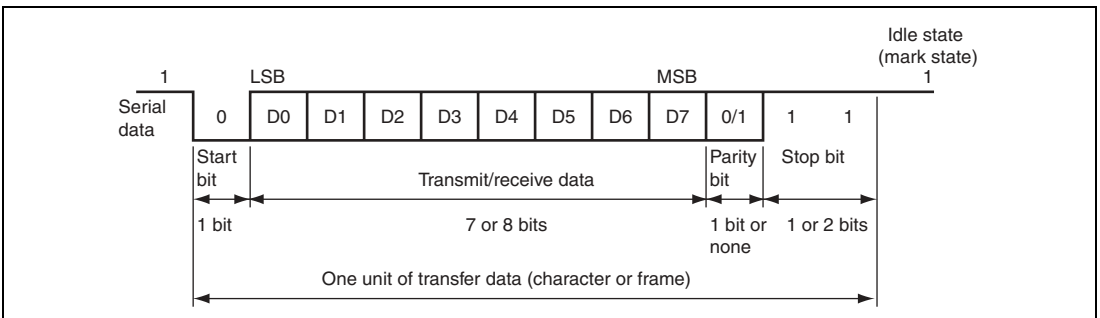 Idle state
(mark state)
1 LSB MSB 1
Serial
data
0 D0 D1 D2 D3 D4 D5 D6 D7 0/1 1 1
Start
bit
Transmit/receive data
Parity
bit
Stop bit
1 bit 7 or 8 bits 1 bit or
none
1 or 2 bits
One unit of transfer data (character or frame)